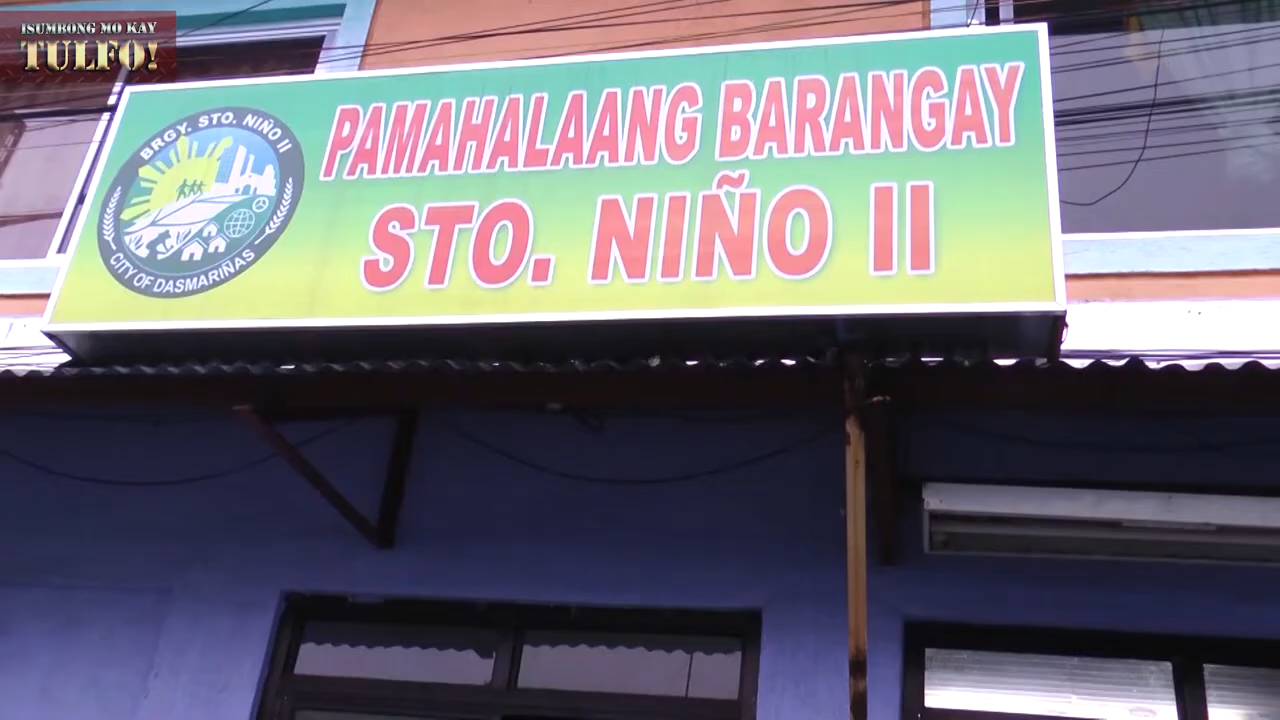 ISUMBONG MO KAY
TULFO!
PAMAHALAANG BARANGAY
STO. NIÑO II
BRGY. STO. NIÑO II
CITY OF DASMARIÑAS